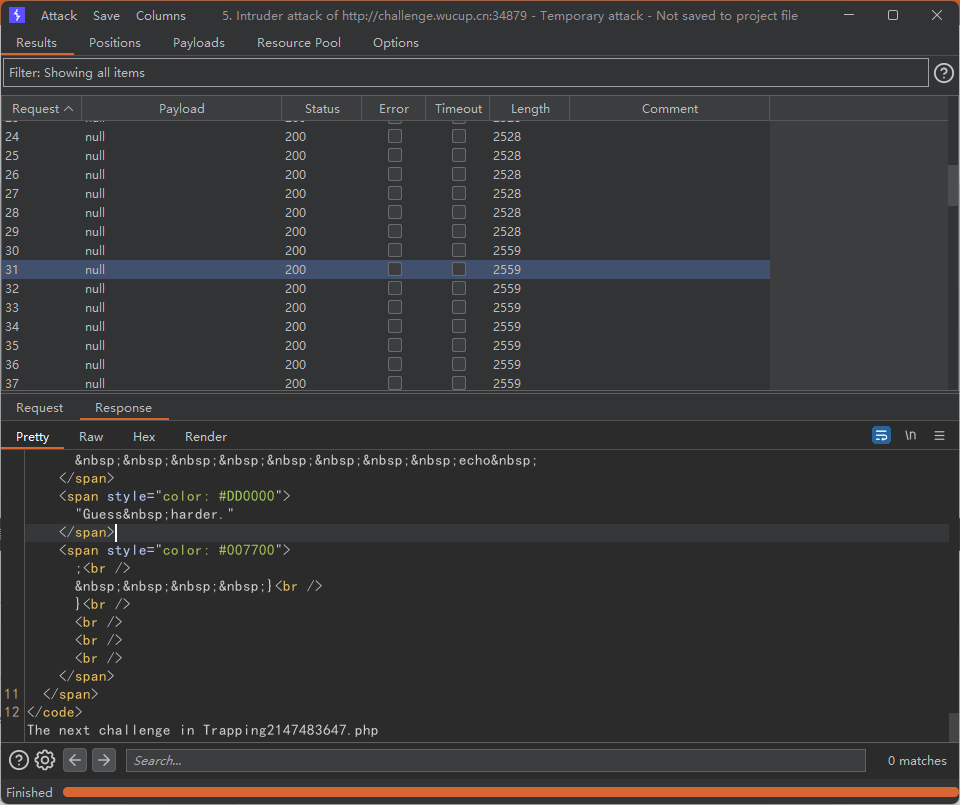 Attack Save Columns 5. Intruder attack of http://challenge.wucup.cn:34879 - Temporary attack - Not saved to project file
Results Positions Payloads Resource Pool Options
Filter: Showing all items
?
Request Payload Status Error Timeout Length Comment
24 null 200 2528
25 null 200 2528
26 null 200 2528
27 null 200 2528
28 null 200 2528
29 null 200 2528
30 null 200 2559
31 null 200 2559
32 null 200 2559
33 null 200 2559
34 null 200 2559
35 null 200 2559
36 null 200 2559
37 null 200 2559
Request Response
Pretty Raw Hex Render \n
&nbsp;&nbsp;&nbsp;&nbsp;&nbsp;&nbsp;&nbsp;&nbsp;echo&nbsp;
</span>
<span style="color: #DD0000">
"Guess&nbsp;harder."
</span>
<span style="color: #007700">
;<br />
&nbsp;&nbsp;&nbsp;&nbsp;}<br />
}<br />
<br />
<br />
<br />
</span>
11 </span>
12 </code>
The next challenge in Trapping2147483647.php
? Search... 0 matches
Finished